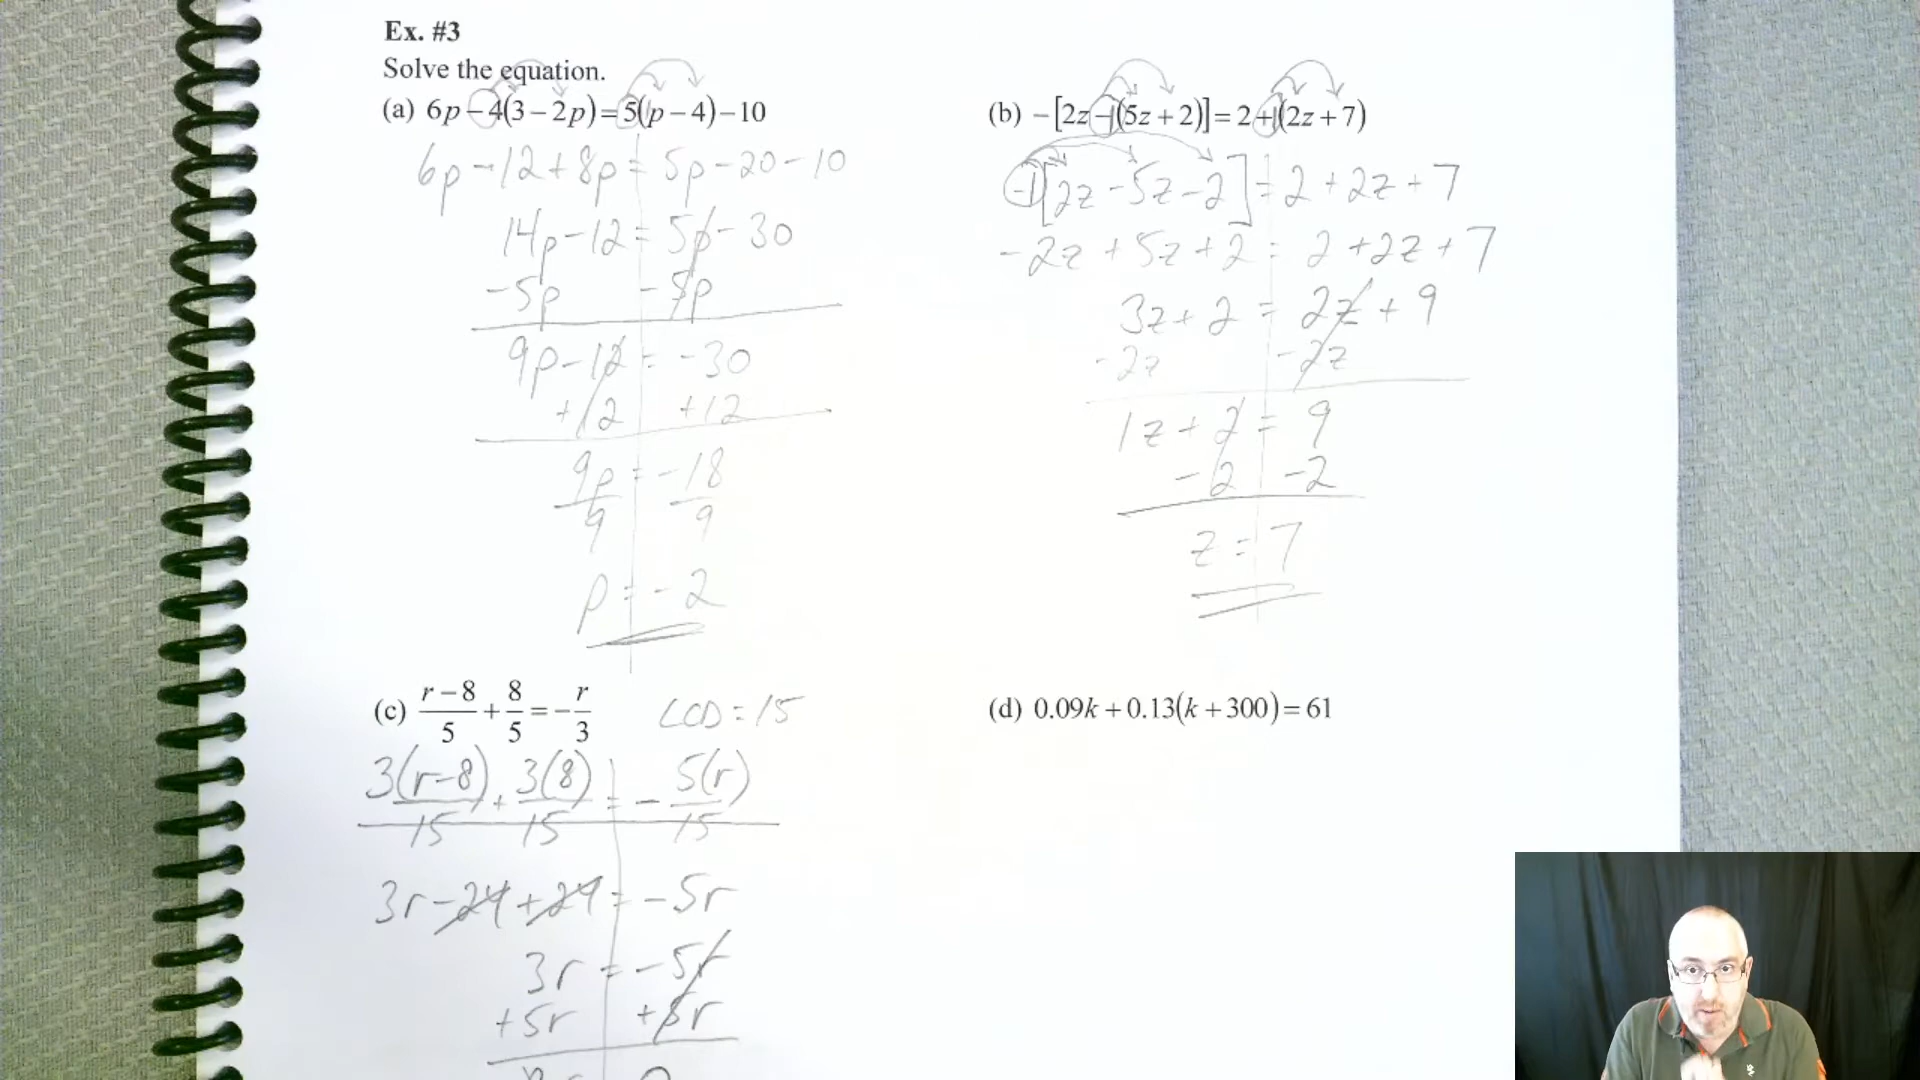 Ex. #3
Solve the equation.
(a) 6p − 4(3 − 2p) = 5(1p − 4) − 10
6p − 12 + 8p = 5p − 20 − 10
14p − 12 = 5p − 30
−5p −5p
9p − 12 = −30
+12 +12
9p = −18
9 9
p = −2
(b) −[2z − 1(5z + 2)] = 2 + 1(2z + 7)
−1[2z − 5z − 2] = 2 + 2z + 7
−2z + 5z + 2 = 2 + 2z + 7
3z + 2 = 2z + 9
−2z −2z
1z + 2 = 9
−2 −2
z = 7
(c) r − 8 / 5 + 8 / 5 = − r / 3 LCD = 15
3(r − 8) / 15 + 3(8) / 15 = − 5(r) / 15
3r − 24 + 24 = −5r
3r = −5r
+5r +5r
(d) 0.09k + 0.13(k + 300) = 61